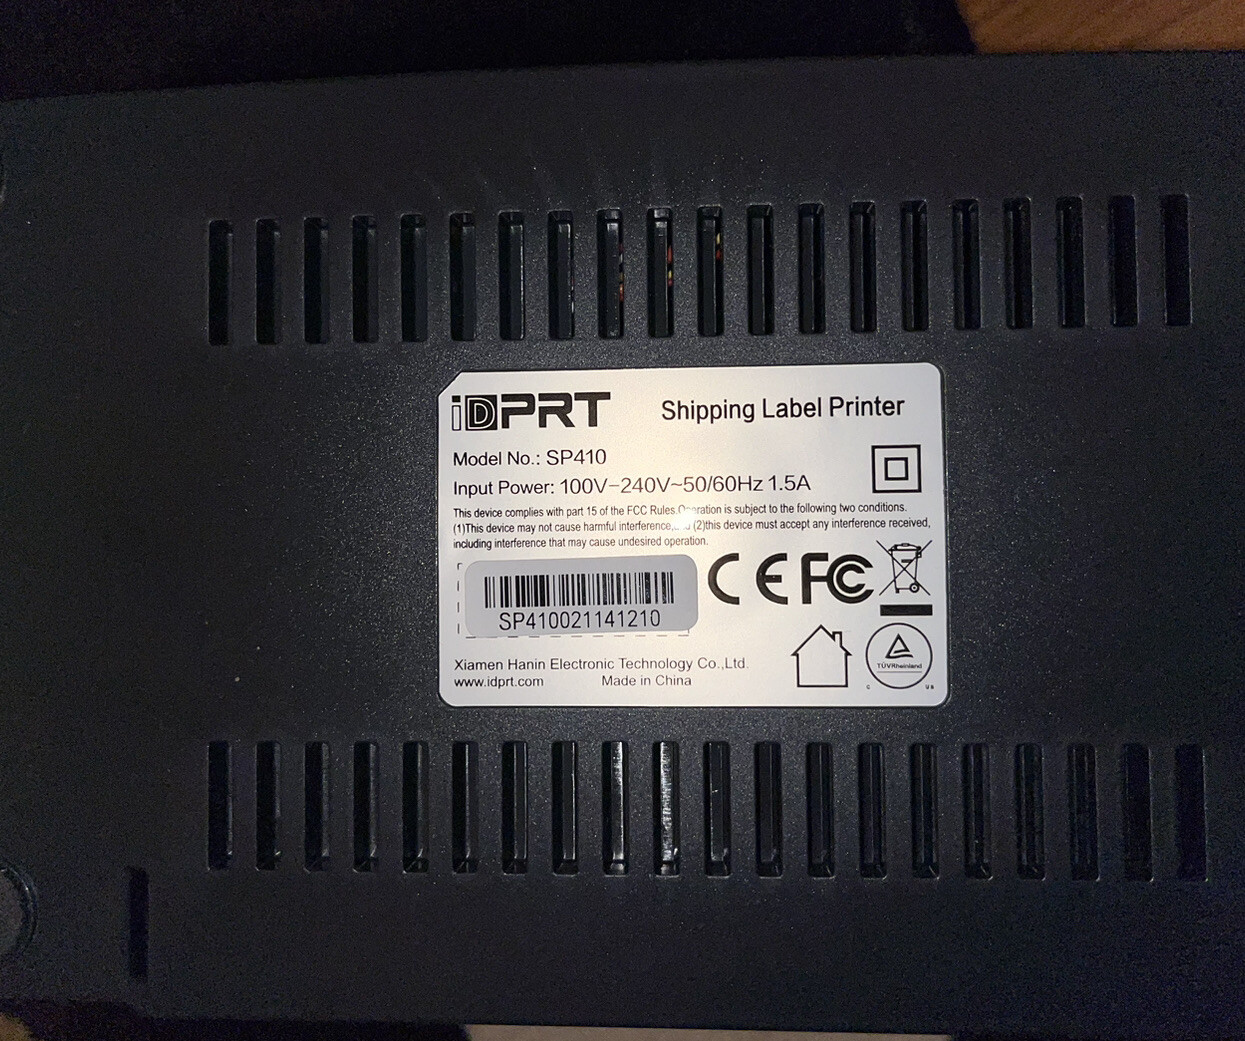 iDPRT Shipping Label Printer
Model No.: SP410
Input Power: 100V-240V~50/60Hz 1.5A
This device complies with part 15 of the FCC Rules. Operation is subject to the following two conditions.
(1)This device may not cause harmful interference, (2)this device must accept any interference received,
including interference that may cause undesired operation.
CE FC
SP410021141210
Xiamen Hanin Electronic Technology Co.,Ltd.
www.idprt.com Made in China
TÜVRheinland
C US